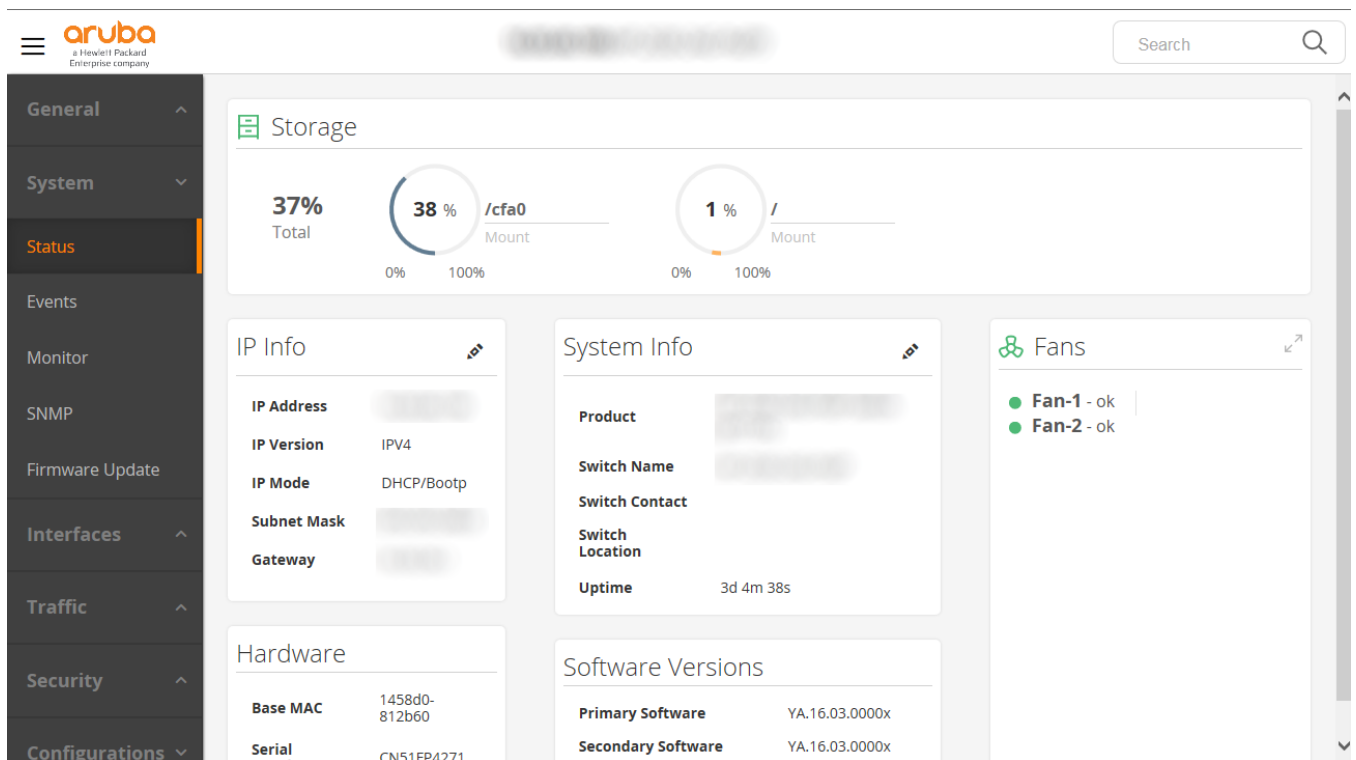 aruba
a Hewlett Packard
Enterprise company
Search
General
System
Status
Events
Monitor
SNMP
Firmware Update
Interfaces
Traffic
Security
Configurations
Storage
37%
Total
38 %
/cfa0
Mount
0% 100%
1 %
/
Mount
0% 100%
IP Info
IP Address
IP Version IPV4
IP Mode DHCP/Bootp
Subnet Mask
Gateway
System Info
Product
Switch Name
Switch Contact
Switch
Location
Uptime 3d 4m 38s
Fans
Fan-1 - ok
Fan-2 - ok
Hardware
Base MAC 1458d0-
812b60
Serial CN51FP4271
Software Versions
Primary Software YA.16.03.0000x
Secondary Software YA.16.03.0000x